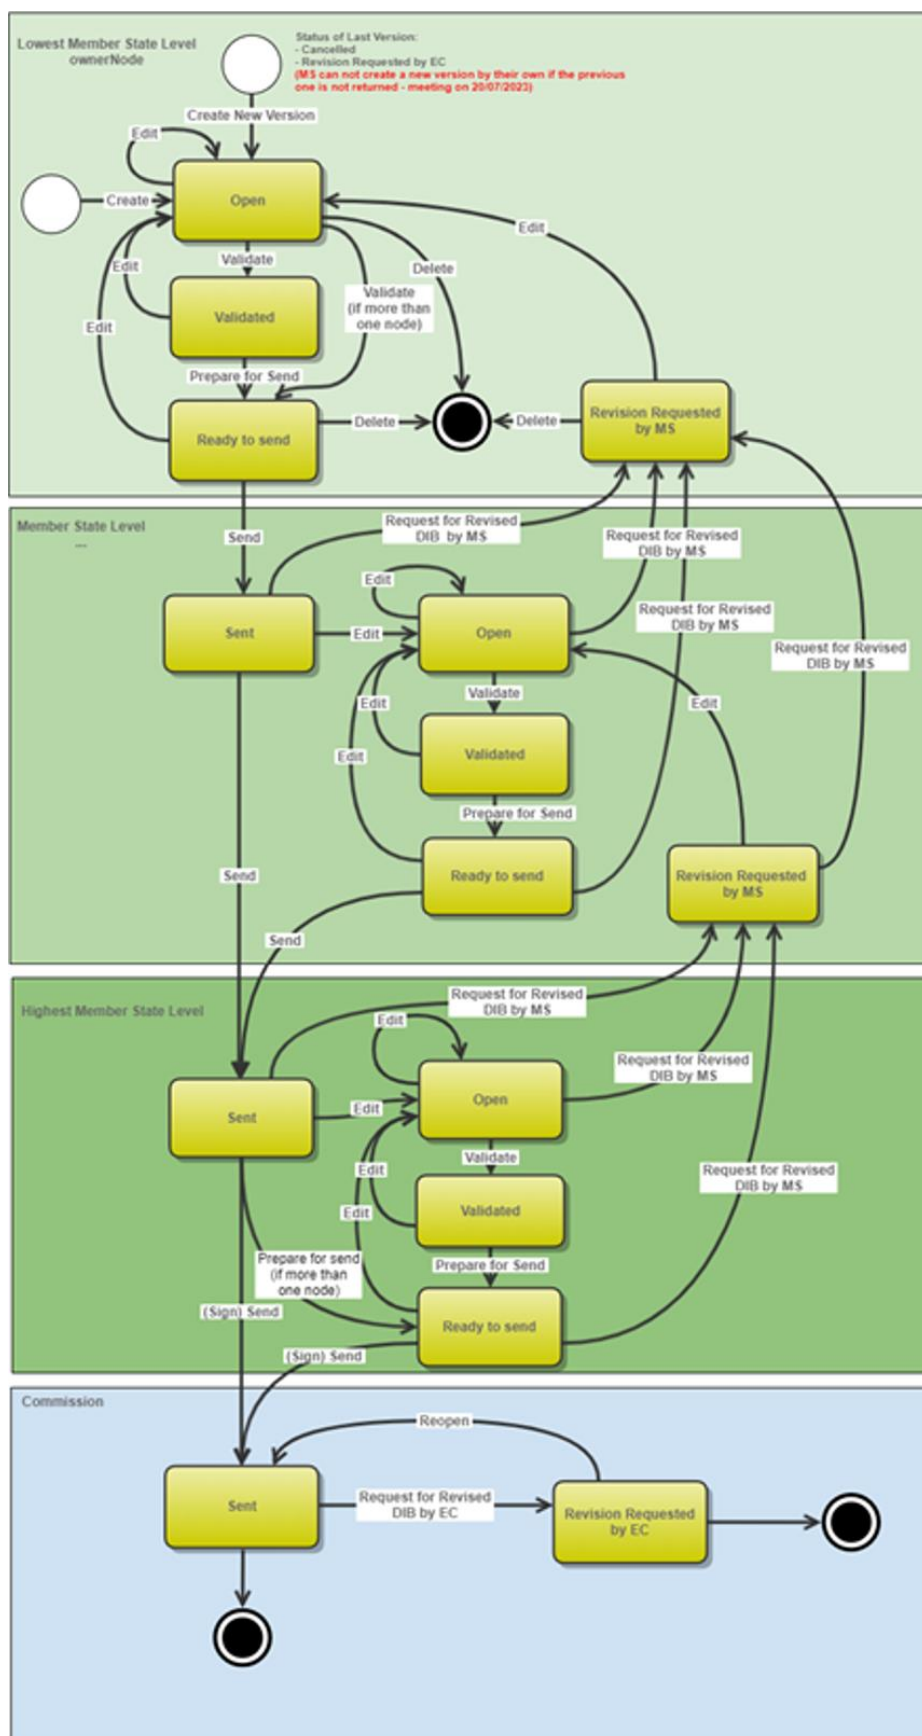 Lowest Member State Level
ownerNode
Status of Last Version:
- Cancelled
- Revision Requested by EC
(MS can not create a new version by their own if the previous
one is not returned - meeting on 20/07/2023)
Create New Version
Edit
Create
Open
Edit
Validate
Delete
Edit
Validate
(if more than
one node)
Edit
Validated
Prepare for Send
Ready to send
Delete
Delete
Revision Requested
by MS
Member State Level
...
Send
Request for Revised
DIB by MS
Request for Revised
DIB by MS
Edit
Request for Revised
DIB by MS
Sent
Edit
Open
Request for Revised
DIB by MS
Validate
Edit
Edit
Edit
Validated
Prepare for Send
Send
Ready to send
Revision Requested
by MS
Send
Highest Member State Level
Request for Revised
DIB by MS
Edit
Request for Revised
DIB by MS
Sent
Edit
Open
Validate
Edit
Request for Revised
DIB by MS
Edit
Validated
Prepare for send
(if more than
one node)
Prepare for Send
(Sign) Send
Ready to send
(Sign) Send
Commission
Reopen
Sent
Request for Revised
DIB by EC
Revision Requested
by EC